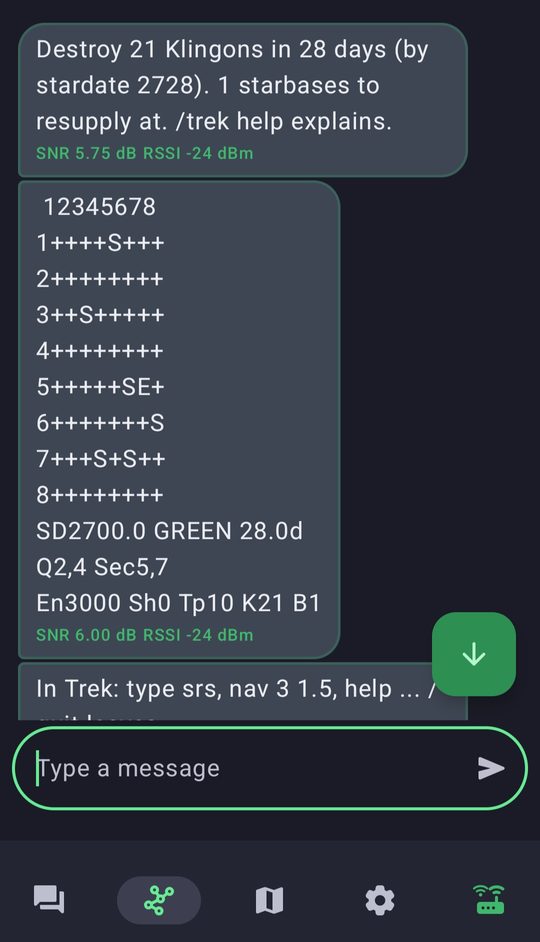 Destroy 21 Klingons in 28 days (by
stardate 2728). 1 starbases to
resupply at. /trek help explains.
SNR 5.75 dB RSSI -24 dBm
12345678
1++++S+++
2++++++++
3++S+++++
4++++++++
5+++++SE+
6+++++++S
7+++S+S++
8++++++++
SD2700.0 GREEN 28.0d
Q2,4 Sec5,7
En3000 Sh0 Tp10 K21 B1
SNR 6.00 dB RSSI -24 dBm
In Trek: type srs, nav 3 1.5, help ... /
Type a message